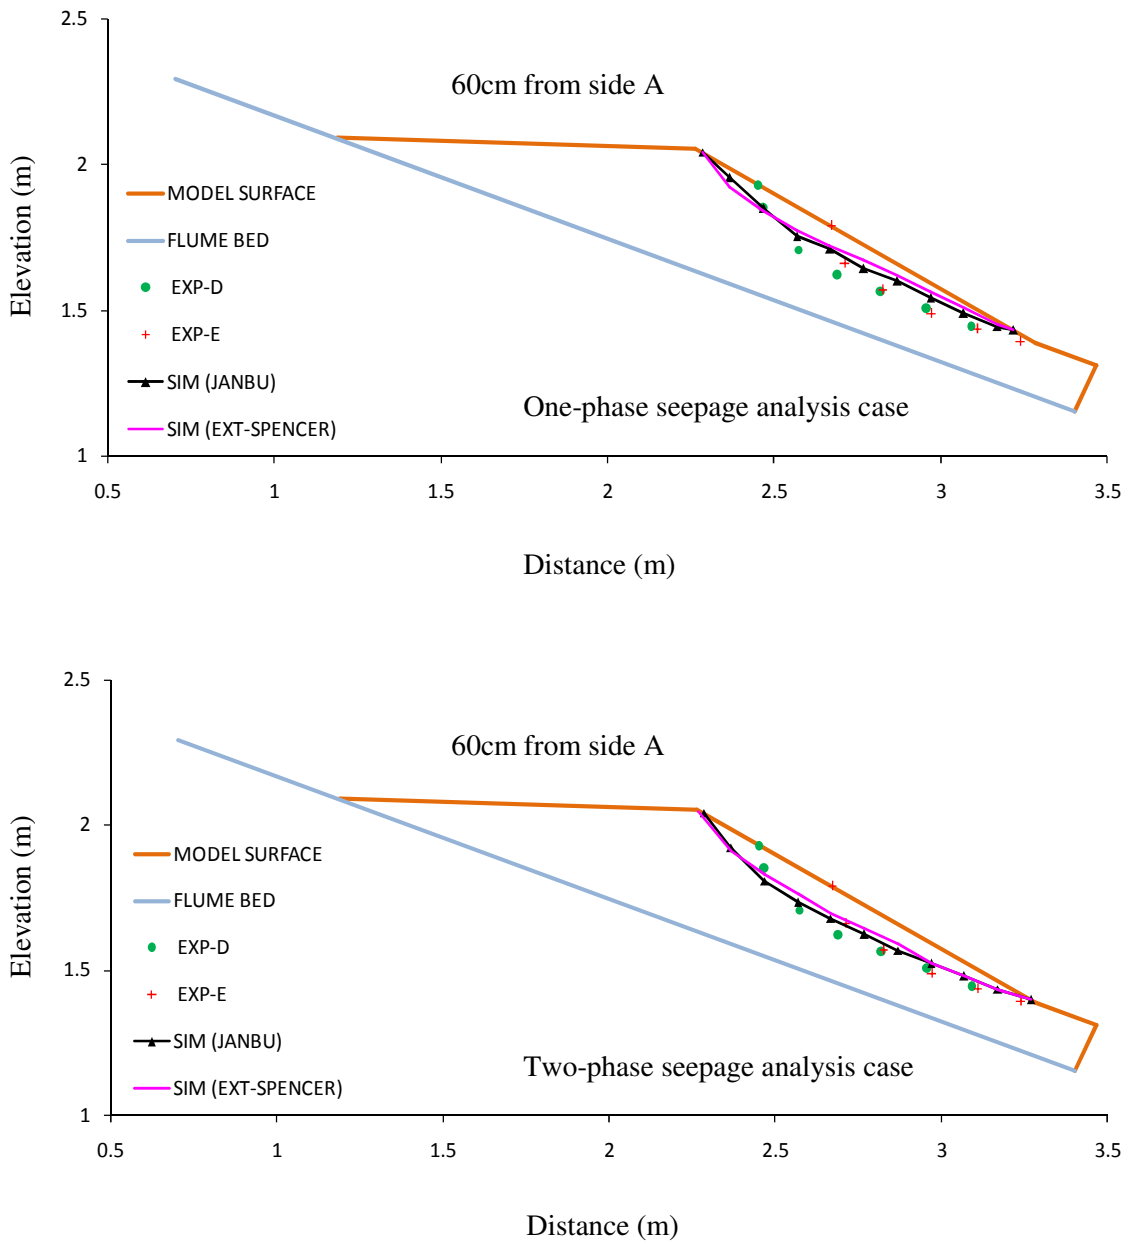 2.5
60cm from side A
2
MODEL SURFACE
FLUME BED
EXP-D
EXP-E
SIM (JANBU)
SIM (EXT-SPENCER)
Elevation (m)
1.5
One-phase seepage analysis case
1
0.5 1 1.5 2 2.5 3 3.5
Distance (m)
2.5
60cm from side A
2
MODEL SURFACE
FLUME BED
EXP-D
EXP-E
SIM (JANBU)
SIM (EXT-SPENCER)
Elevation (m)
1.5
Two-phase seepage analysis case
1
0.5 1 1.5 2 2.5 3 3.5
Distance (m)